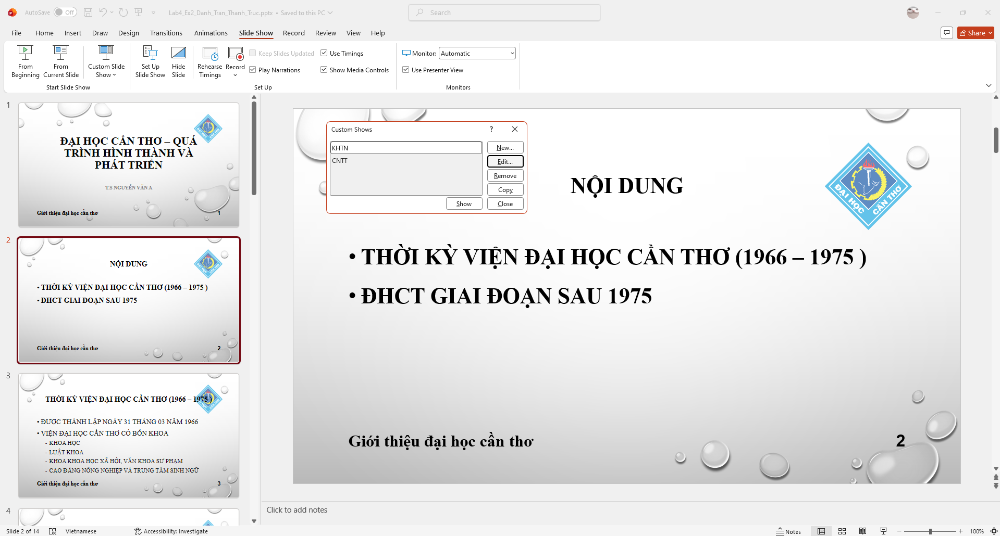 AutoSave Off Lab4_Ex2_Danh_Tran_Thanh_Truc.pptx • Saved to this PC Search
File Home Insert Draw Design Transitions Animations Slide Show Record Review View Help Share
From Beginning
From Current Slide
Custom Slide Show
Start Slide Show
Set Up Slide Show
Hide Slide
Rehearse Timings
Record
Keep Slides Updated
Use Timings
Play Narrations
Show Media Controls
Set Up
Monitor: Automatic
Use Presenter View
Monitors
1
ĐẠI HỌC CẦN THƠ – QUÁ
TRÌNH HÌNH THÀNH VÀ
PHÁT TRIỂN
T.S NGUYỄN VĂN A
Giới thiệu đại học cần thơ 1
2
NỘI DUNG
• THỜI KỲ VIỆN ĐẠI HỌC CẦN THƠ (1966 – 1975 )
• ĐHCT GIAI ĐOẠN SAU 1975
Giới thiệu đại học cần thơ 2
3
THỜI KỲ VIỆN ĐẠI HỌC CẦN THƠ (1966 – 1975 )
• ĐƯỢC THÀNH LẬP NGÀY 31 THÁNG 03 NĂM 1966
• VIỆN ĐẠI HỌC CẦN THƠ CÓ BỐN KHOA
- KHOA HỌC
- LUẬT KHOA
- KHOA KHOA HỌC XÃ HỘI, VĂN KHOA SƯ PHẠM
- CAO ĐẲNG NÔNG NGHIỆP VÀ TRUNG TÂM SINH NGỮ
Giới thiệu đại học cần thơ 3
4
Custom Shows ?
KHTN
CNTT
New...
Edit...
Remove
Copy
Show Close
NỘI DUNG
ĐẠI HỌC CẦN THƠ
• THỜI KỲ VIỆN ĐẠI HỌC CẦN THƠ (1966 – 1975 )
• ĐHCT GIAI ĐOẠN SAU 1975
Giới thiệu đại học cần thơ 2
Click to add notes
Slide 2 of 14 Vietnamese Accessibility: Investigate Notes 100%